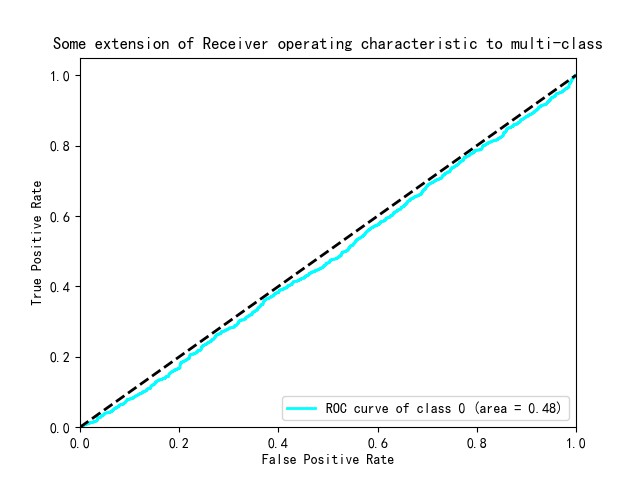 Some extension of Receiver operating characteristic to multi-class
1.0
0.8
0.6
0.4
0.2
0.0
True Positive Rate
ROC curve of class 0 (area = 0.48)
0.0 0.2 0.4 0.6 0.8 1.0
False Positive Rate